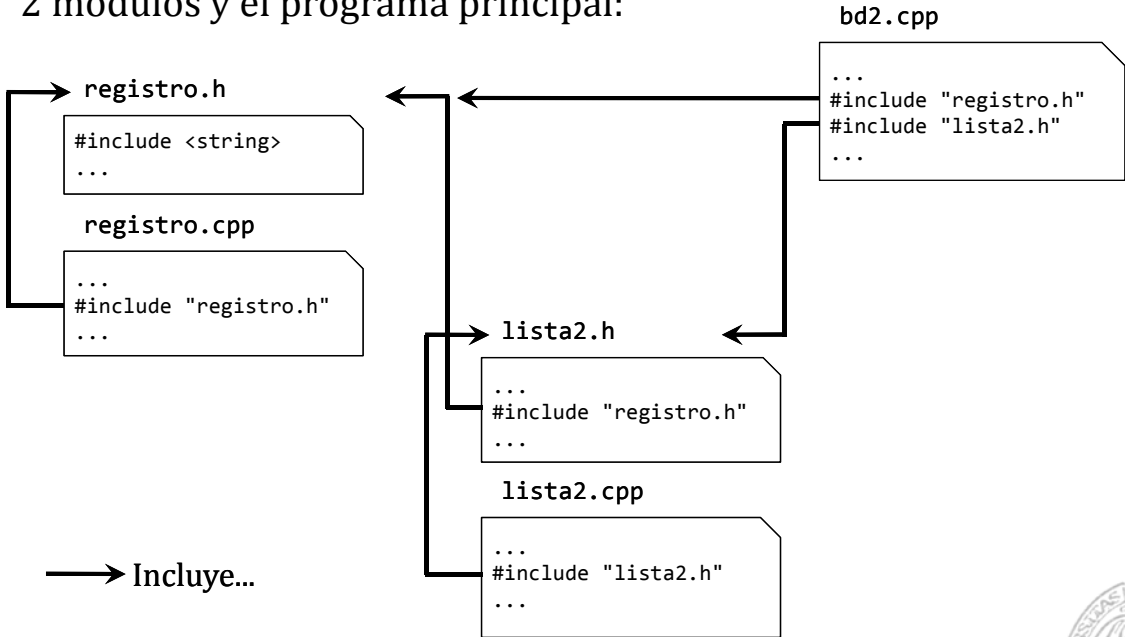 2 módulos y el programa principal:
bd2.cpp
...
#include "registro.h"
#include "lista2.h"
...
registro.h
#include <string>
...
registro.cpp
...
#include "registro.h"
...
lista2.h
...
#include "registro.h"
...
lista2.cpp
...
#include "lista2.h"
...
Incluye...